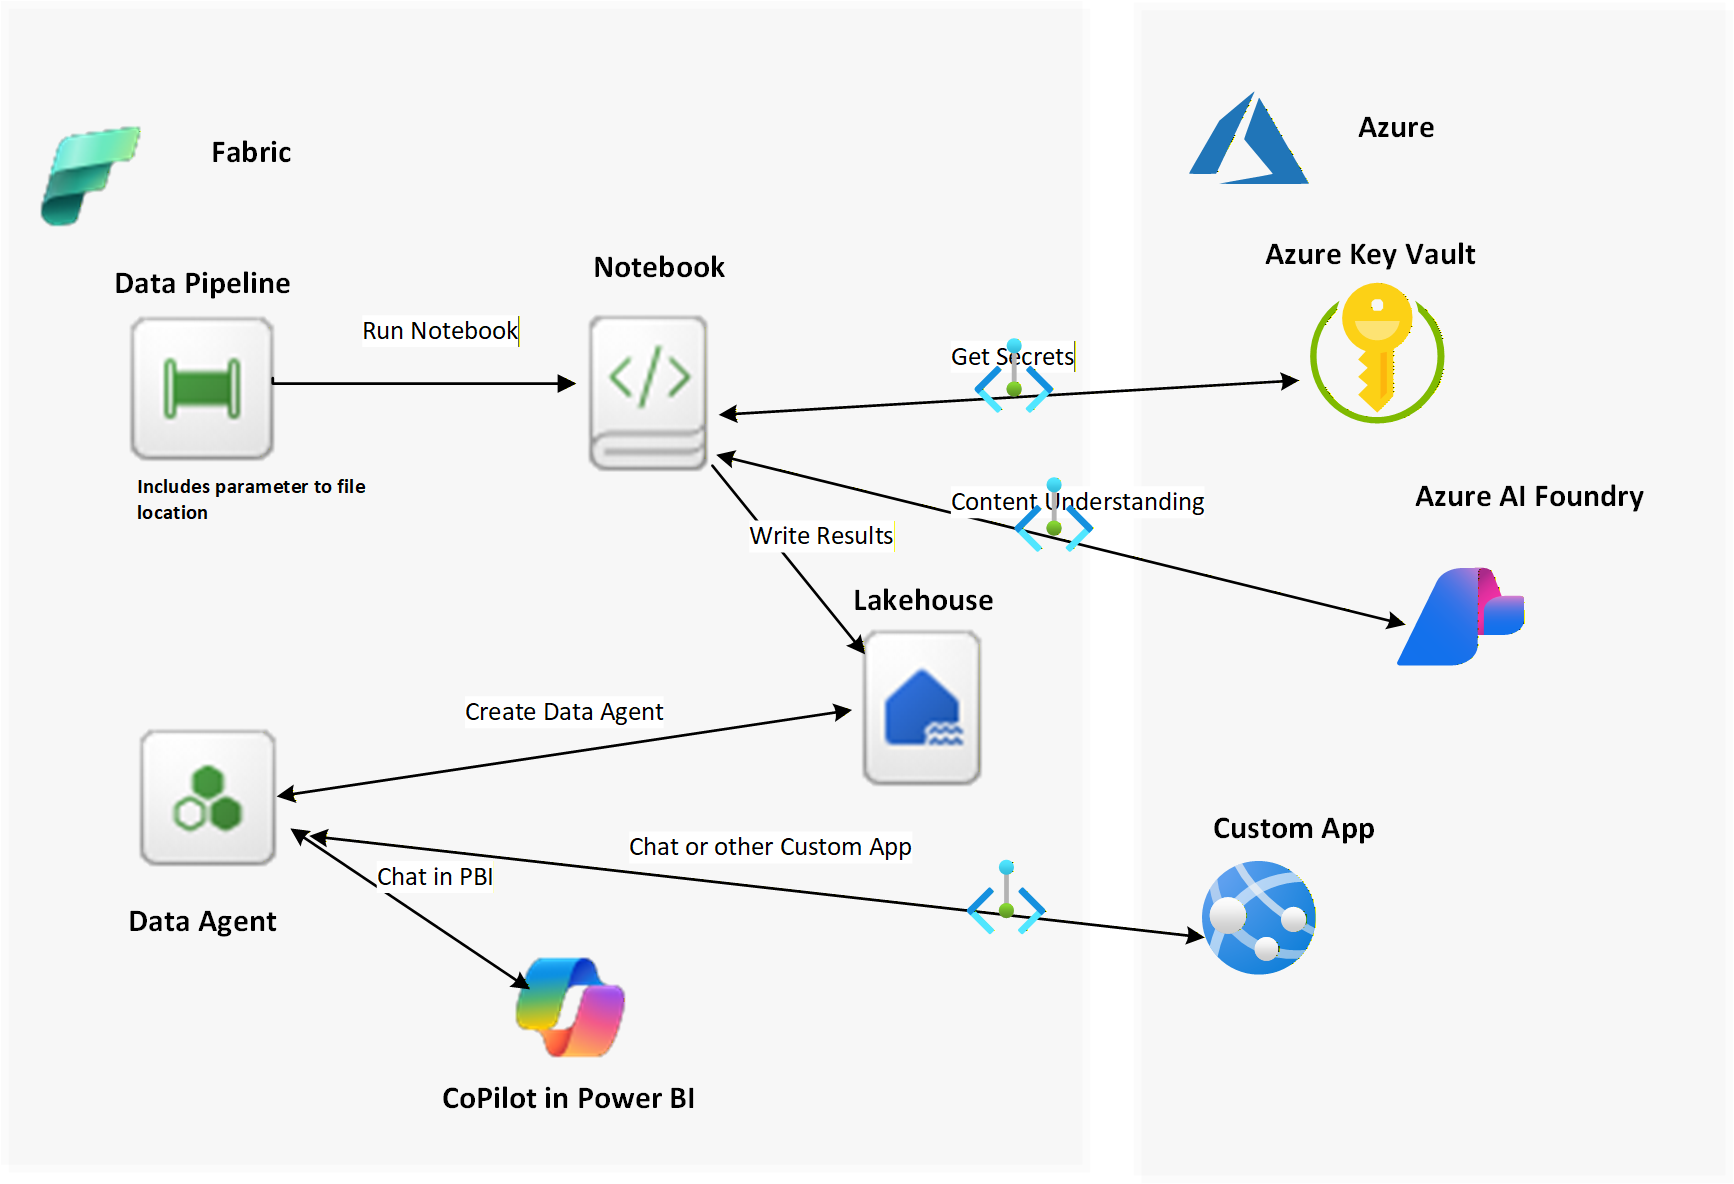 Fabric
Azure
Data Pipeline
Notebook
Azure Key Vault
Run Notebook
Get Secrets
Includes parameter to file
location
Content Understanding
Azure AI Foundry
Write Results
Lakehouse
Create Data Agent
Chat or other Custom App
Custom App
Chat in PBI
Data Agent
CoPilot in Power BI